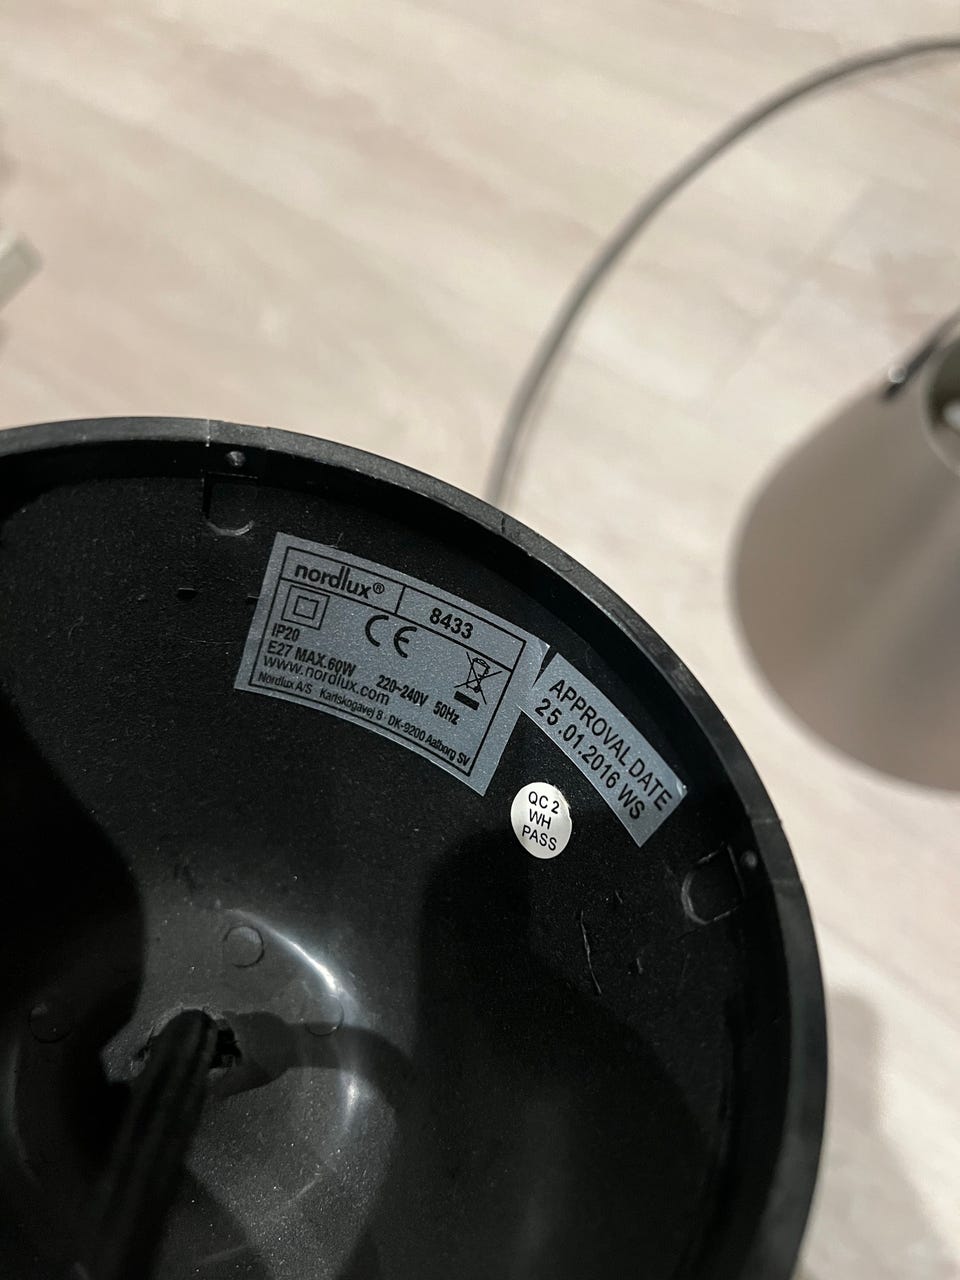 nordlux®
8433
CE
IP20
E27 MAX.60W
220~240V 50Hz
www.nordlux.com
Nordlux A/S Karlskogavej 8 · DK-9200 Aalborg SV
APPROVAL DATE
25.01.2016 WS
QC 2
WH
PASS